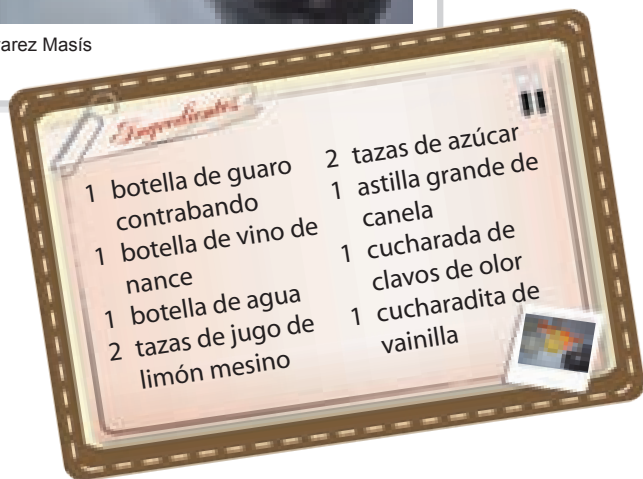 arez Masís
Ingredientes
1 botella de guaro
contrabando
1 botella de vino de
nance
1 botella de agua
2 tazas de jugo de
limón mesino
2 tazas de azúcar
1 astilla grande de
canela
1 cucharada de
clavos de olor
1 cucharadita de
vainilla